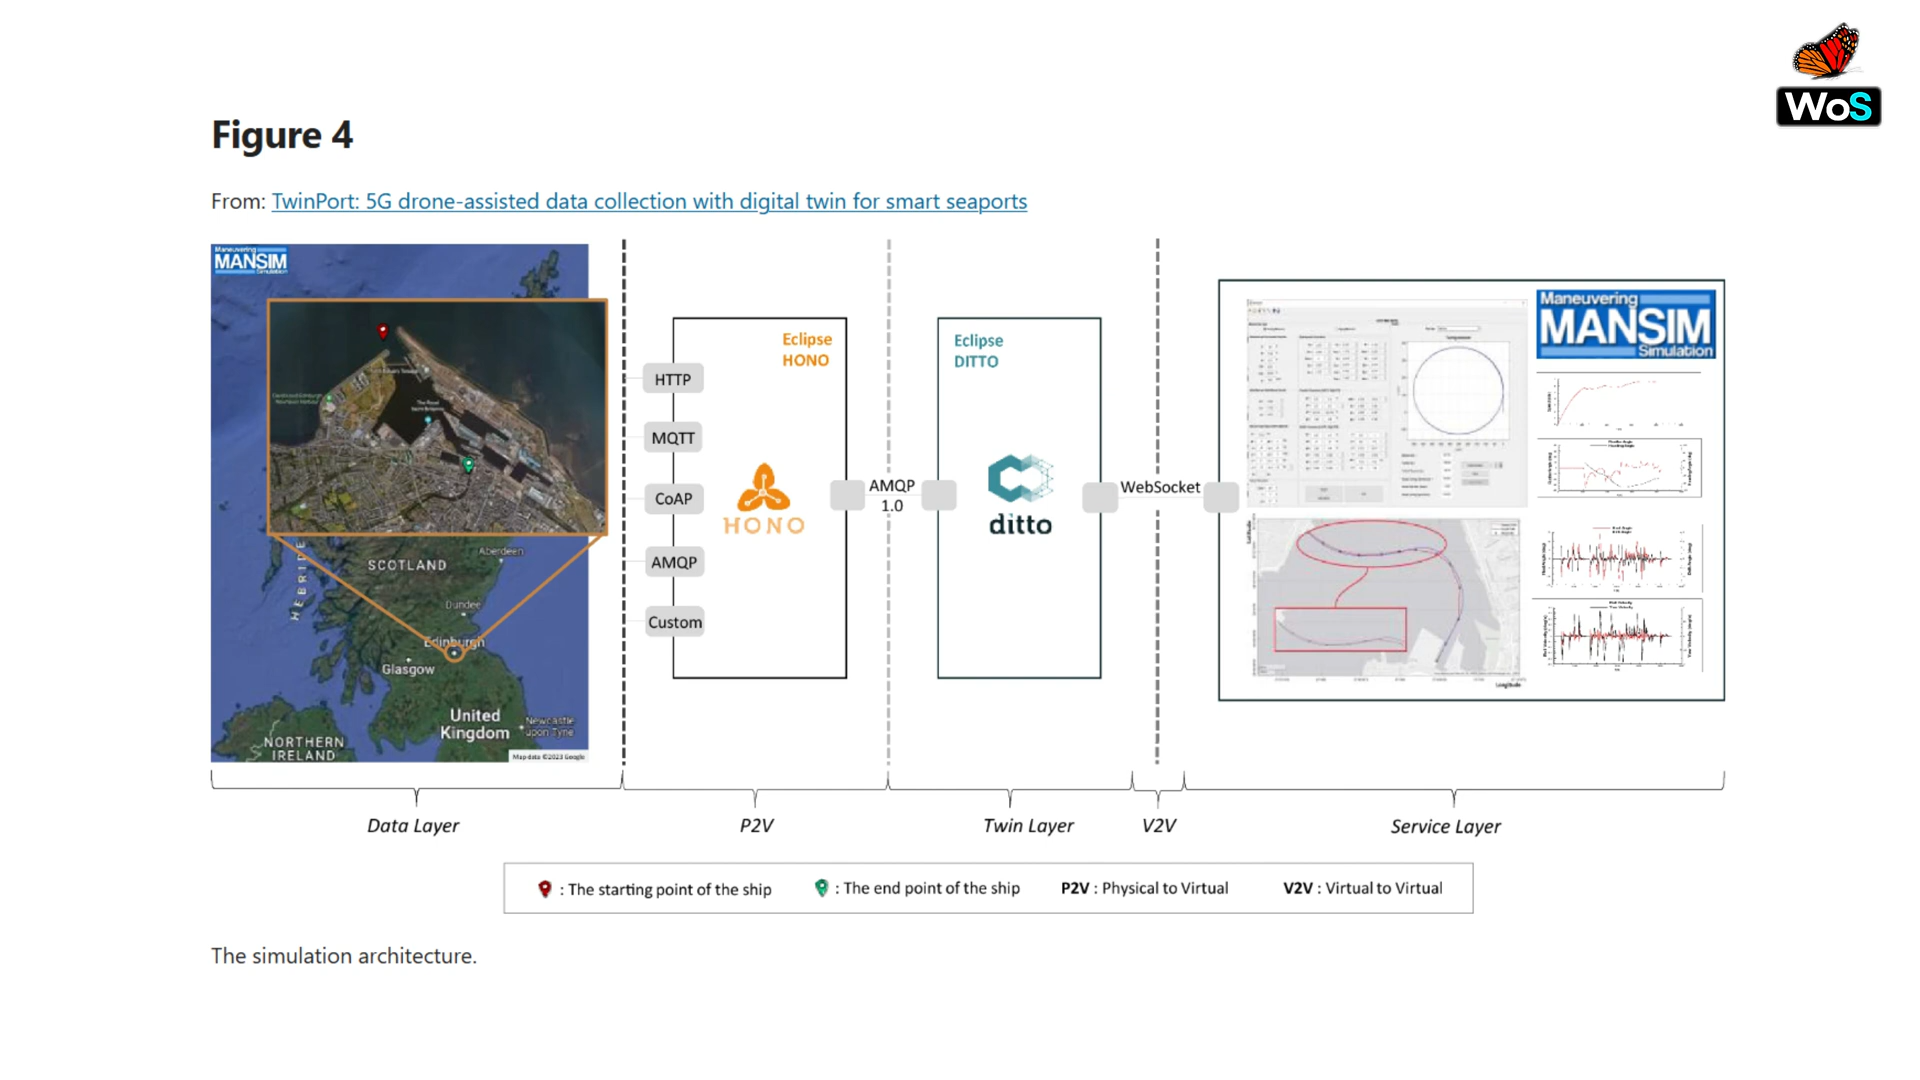 WoS
Figure 4
From: TwinPort: 5G drone-assisted data collection with digital twin for smart seaports
Maneuvering
MANSIM
Simulation
SCOTLAND
HEBRIDE
Aberdeen
Dundee
Edinburgh
Glasgow
United
Kingdom
Newcastle
upon Tyne
NORTHERN
IRELAND
Map data ©2023 Google
Eclipse
HONO
HTTP
MQTT
CoAP
AMQP
Custom
HONO
AMQP
1.0
Eclipse
DITTO
ditto
WebSocket
Maneuvering
MANSIM
Simulation
Longitude
Data Layer
P2V
Twin Layer
V2V
Service Layer
: The starting point of the ship
: The end point of the ship
P2V : Physical to Virtual
V2V : Virtual to Virtual
The simulation architecture.